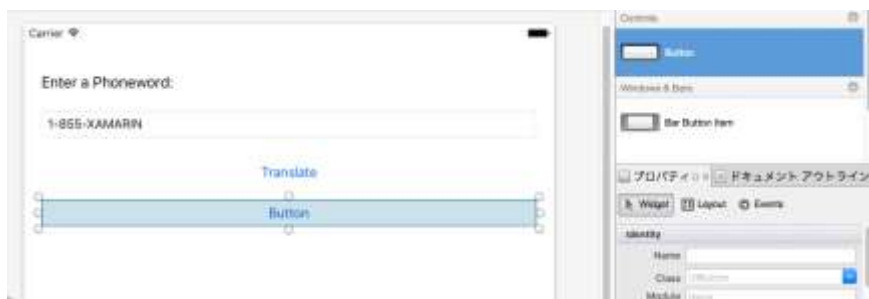 Carrier
Enter a Phoneword:
1-855-XAMARIN
Translate
Button
Controls
Button
Windows & Bars
Bar Button Item
プロパティ
ドキュメント アウトライン
Widget Layout Events
Identity
Name
Class UIButton
Module